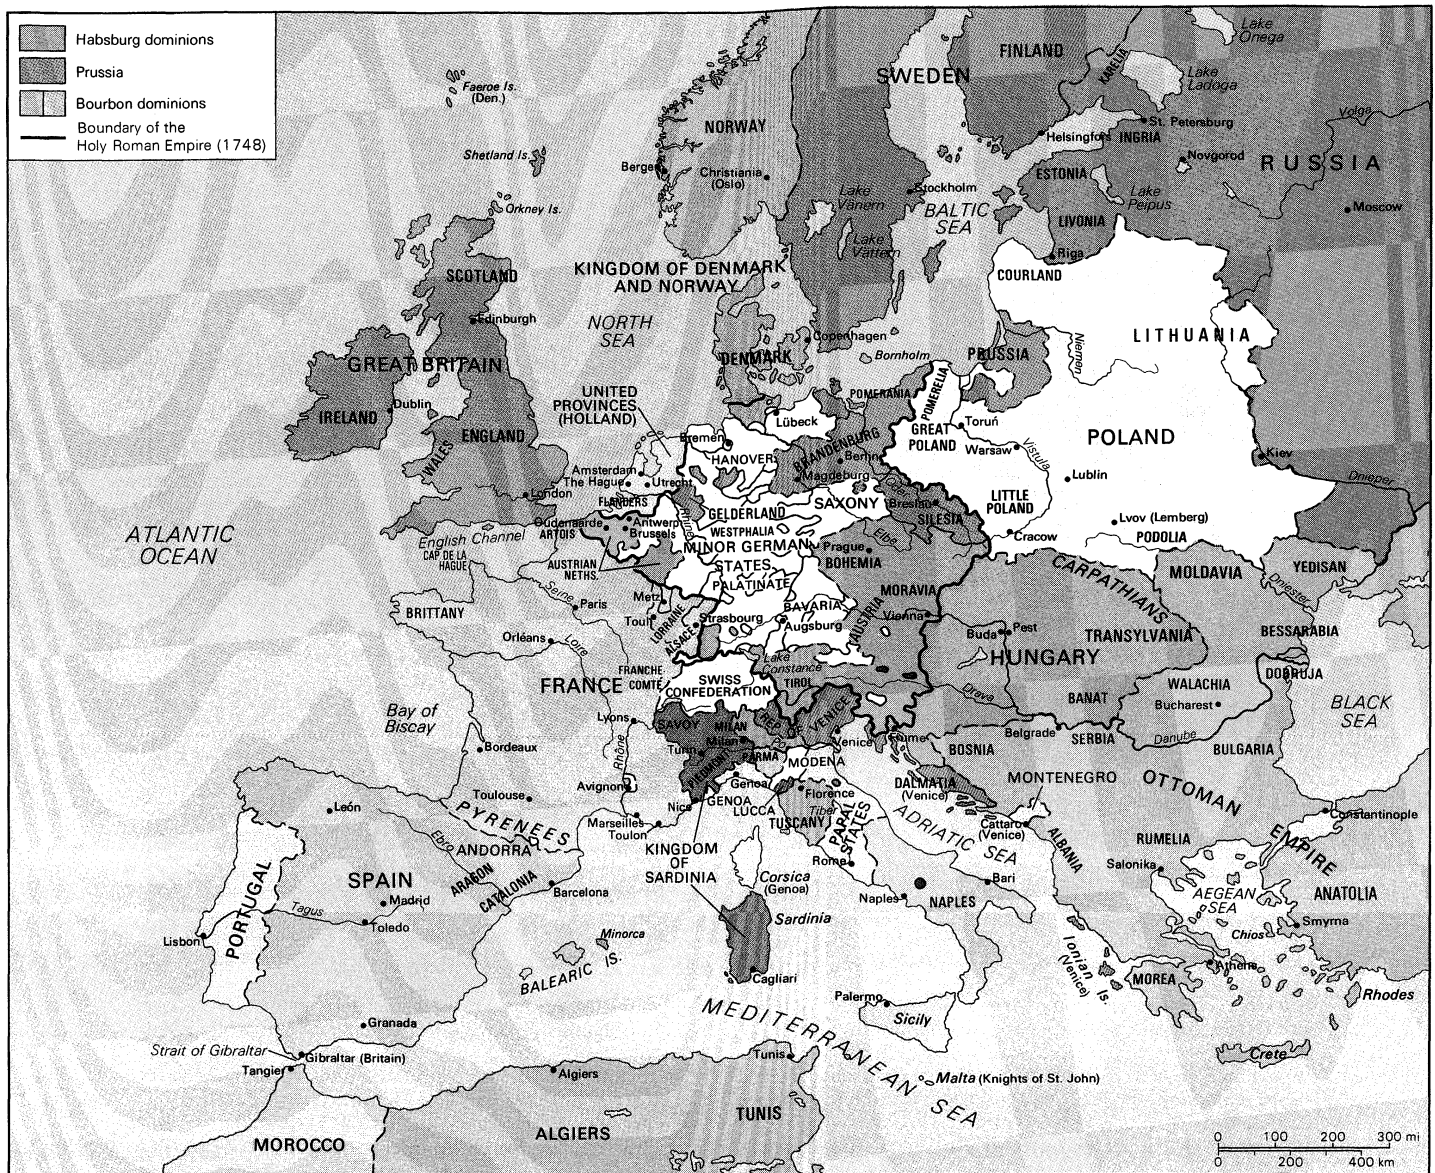 Habsburg dominions
Prussia
Bourbon dominions
Boundary of the
Holy Roman Empire (1748)
Faeroe Is.
(Den.)
Shetland Is.
Orkney Is.
NORWAY
Bergen
Christiania
(Oslo)
SWEDEN
FINLAND
KARELIA
Lake
Onega
Lake
Ladoga
Volga
St. Petersburg
Helsingfors
INGRIA
Novgorod
RUSSIA
ESTONIA
Lake
Peipus
Moscow
Stockholm
Lake
Vänern
Lake
Vättern
BALTIC
SEA
LIVONIA
Riga
COURLAND
LITHUANIA
SCOTLAND
Edinburgh
KINGDOM OF DENMARK
AND NORWAY
NORTH
SEA
Copenhagen
DENMARK
Bornholm
PRUSSIA
Niemen
GREAT BRITAIN
IRELAND
Dublin
ENGLAND
WALES
London
UNITED
PROVINCES
(HOLLAND)
POMERANIA
POMERELIA
Lübeck
Bremen
HANOVER
BRANDENBURG
Berlin
Magdeburg
GREAT
POLAND
Toruń
Warsaw
Vistula
POLAND
Lublin
Kiev
Dnieper
Amsterdam
The Hague
Utrecht
FLANDERS
GELDERLAND
SAXONY
Oder
Breslau
SILESIA
LITTLE
POLAND
Lvov (Lemberg)
PODOLIA
Cracow
ATLANTIC
OCEAN
English Channel
CAP DE LA
HAGUE
Oudenaarde
ARTOIS
Antwerp
Brussels
Rhine
WESTPHALIA
MINOR GERMAN
STATES
Elbe
Prague
BOHEMIA
AUSTRIAN
NETHS.
PALATINATE
MORAVIA
CARPATHIANS
MOLDAVIA
YEDISAN
Dniester
BRITTANY
Seine
Paris
Metz
Toul
LORRAINE
ALSACE
Strasbourg
BAVARIA
Augsburg
AUSTRIA
Vienna
Buda
Pest
TRANSYLVANIA
BESSARABIA
Orléans
Loire
HUNGARY
FRANCE
FRANCHE-
COMTÉ
SWISS
CONFEDERATION
Lake
Constance
TIROL
Drava
BANAT
WALACHIA
Bucharest
DOBRUJA
BLACK
SEA
Bay of
Biscay
Lyons
SAVOY
MILAN
Milan
REP.
OF
VENICE
Venice
Fiume
BOSNIA
Belgrade
SERBIA
Danube
BULGARIA
Bordeaux
Rhône
Turin
PIEDMONT
Po
PARMA
MODENA
Avignon
Toulouse
Genoa
GENOA
Nice
LUCCA
Florence
TUSCANY
Tiber
DALMATIA
(Venice)
MONTENEGRO
OTTOMAN
EMPIRE
León
PYRENEES
Marseilles
Toulon
PAPAL
STATES
ADRIATIC SEA
Cattaro
(Venice)
ALBANIA
RUMELIA
Constantinople
Salonika
Ebro
ANDORRA
KINGDOM
OF
SARDINIA
Corsica
(Genoa)
Rome
Bari
Naples
NAPLES
AEGEAN
SEA
ANATOLIA
PORTUGAL
SPAIN
ARAGON
CATALONIA
Barcelona
Madrid
Tagus
Toledo
Lisbon
Minorca
BALEARIC IS.
Sardinia
Cagliari
Smyrna
Chios
Ionian Is.
(Venice)
Athens
MOREA
Rhodes
Palermo
Sicily
Crete
Granada
Strait of Gibraltar
Gibraltar (Britain)
Tangier
MEDITERRANEAN SEA
Tunis
Malta (Knights of St. John)
Algiers
TUNIS
ALGIERS
MOROCCO
0 100 200 300 mi
0 200 400 km